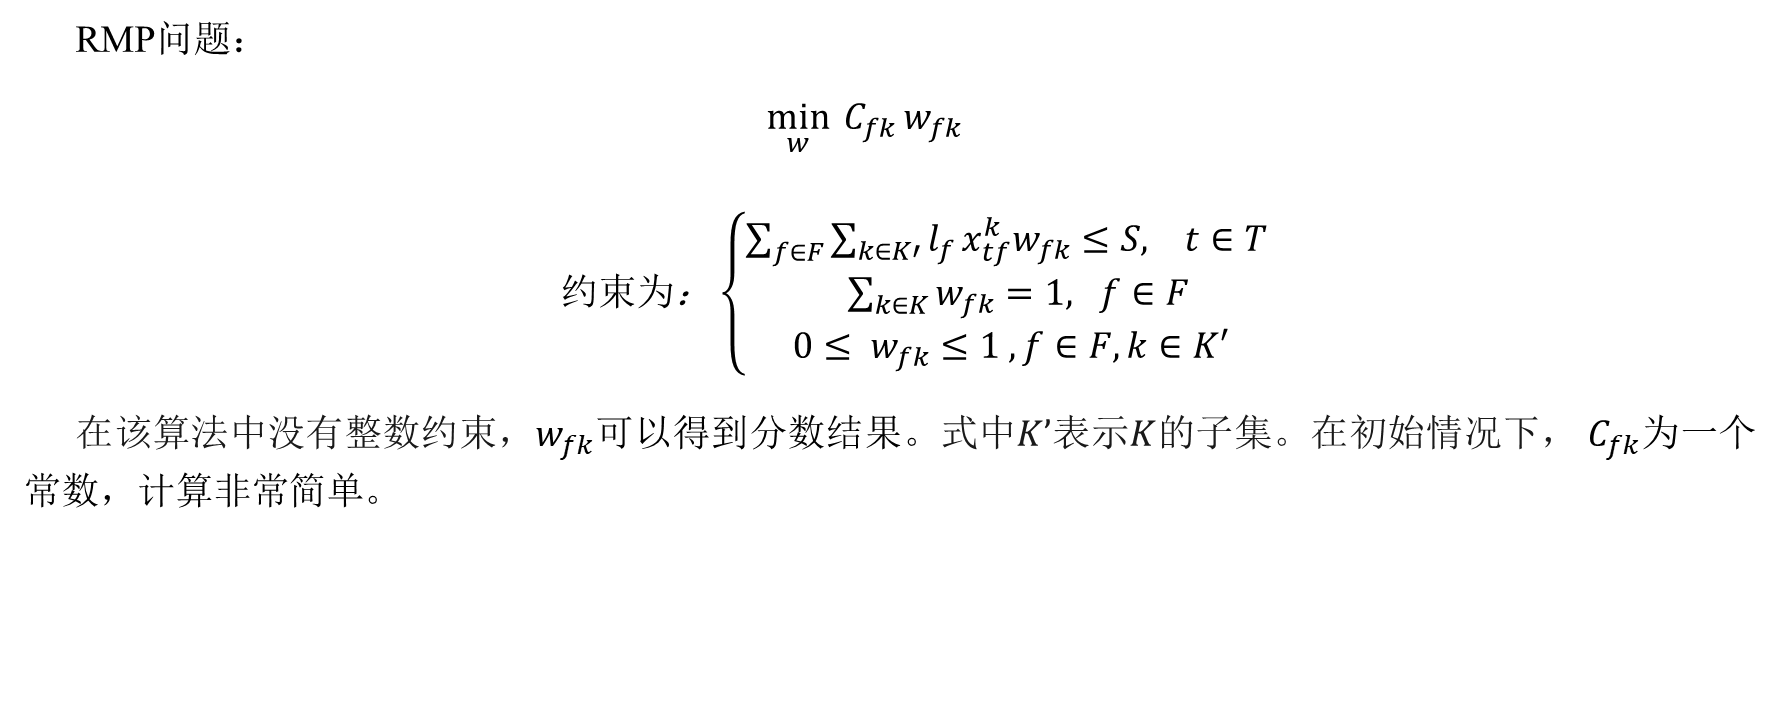 RMP问题：
min_w C_{fk} w_{fk}
约束为： { ∑_{f∈F} ∑_{k∈K′} l_f x_{tf}^k w_{fk} ≤ S, t ∈ T
∑_{k∈K} w_{fk} = 1, f ∈ F
0 ≤ w_{fk} ≤ 1 , f ∈ F, k ∈ K′
在该算法中没有整数约束，w_{fk}可以得到分数结果。式中K’表示K的子集。在初始情况下， C_{fk}为一个
常数，计算非常简单。